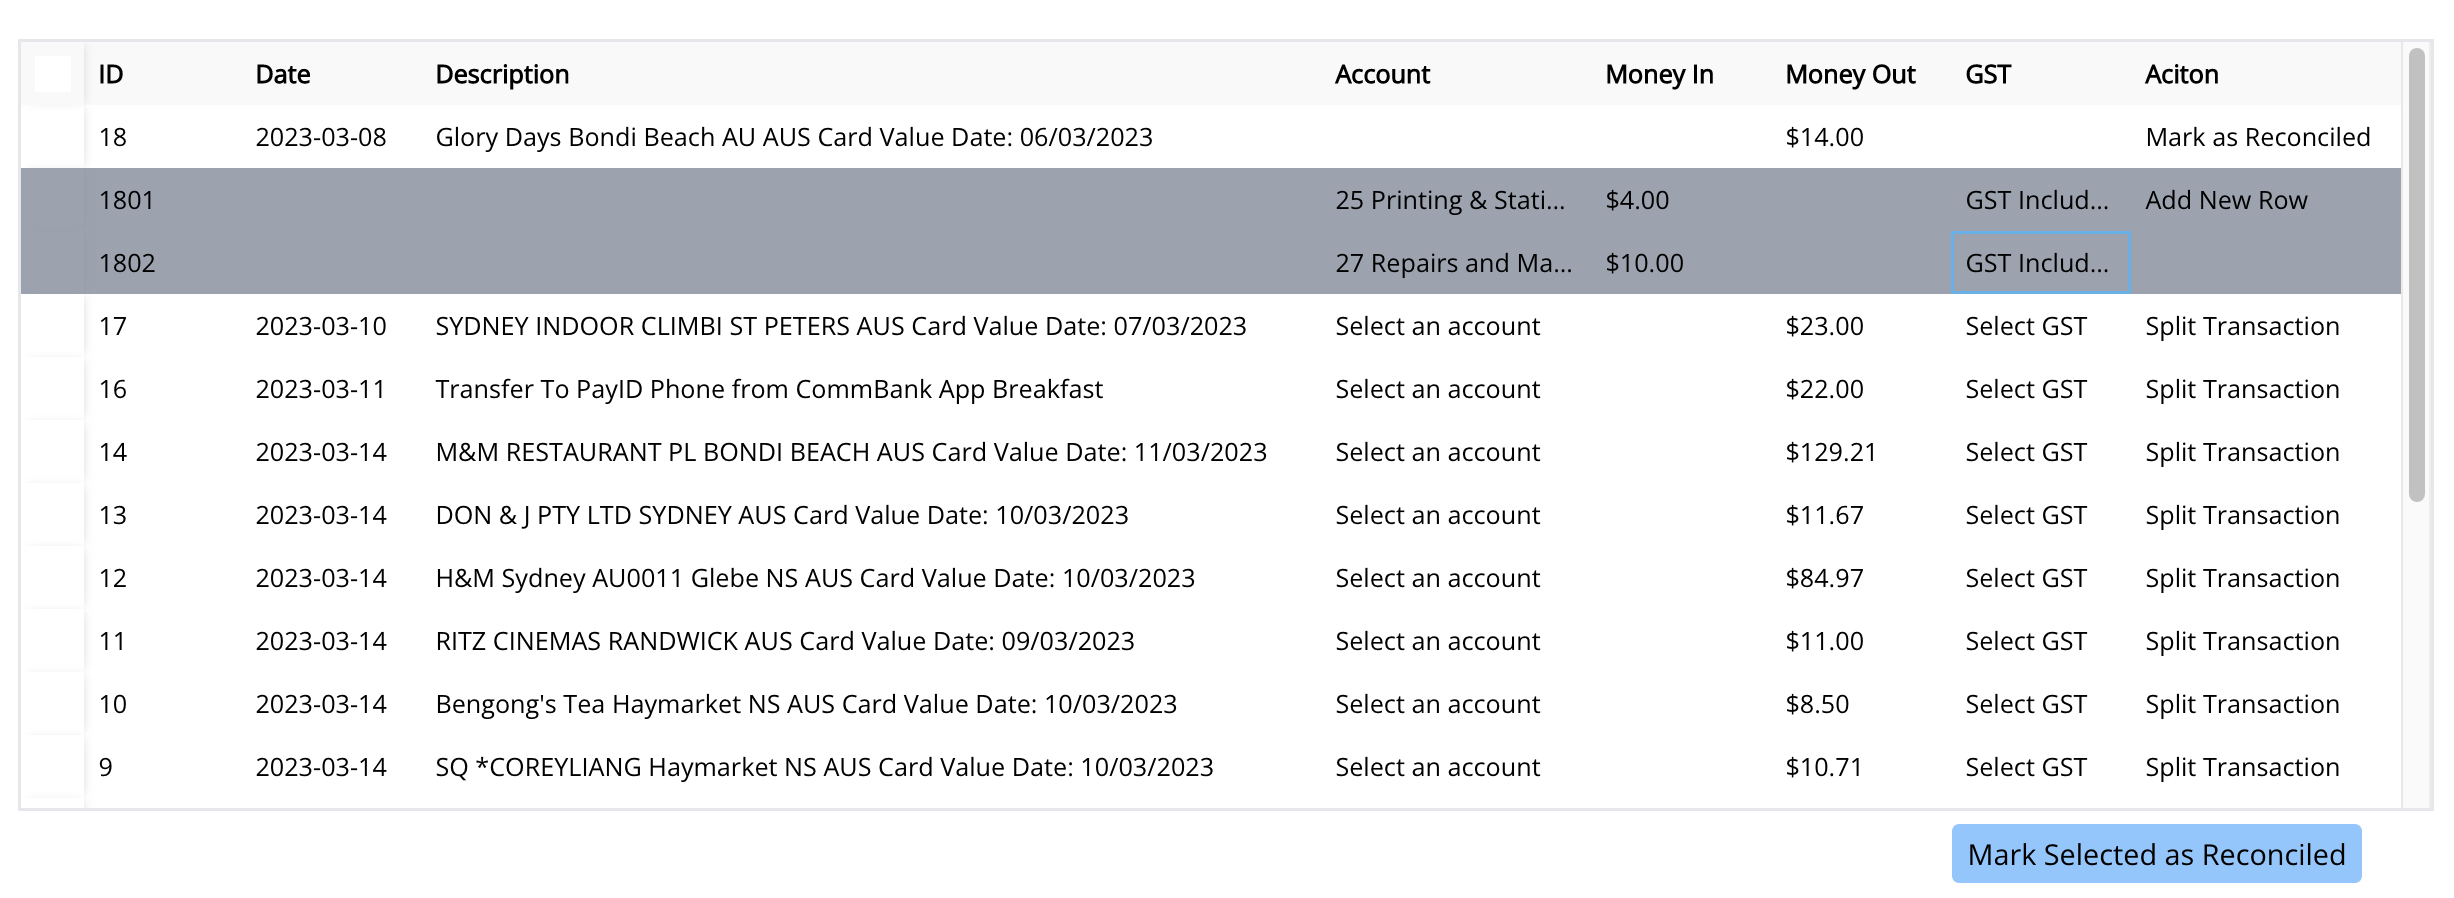 ID Date Description Account Money In Money Out GST Aciton
18 2023-03-08 Glory Days Bondi Beach AU AUS Card Value Date: 06/03/2023 $14.00 Mark as Reconciled
1801 25 Printing & Stati... $4.00 GST Includ... Add New Row
1802 27 Repairs and Ma... $10.00 GST Includ...
17 2023-03-10 SYDNEY INDOOR CLIMBI ST PETERS AUS Card Value Date: 07/03/2023 Select an account $23.00 Select GST Split Transaction
16 2023-03-11 Transfer To PayID Phone from CommBank App Breakfast Select an account $22.00 Select GST Split Transaction
14 2023-03-14 M&M RESTAURANT PL BONDI BEACH AUS Card Value Date: 11/03/2023 Select an account $129.21 Select GST Split Transaction
13 2023-03-14 DON & J PTY LTD SYDNEY AUS Card Value Date: 10/03/2023 Select an account $11.67 Select GST Split Transaction
12 2023-03-14 H&M Sydney AU0011 Glebe NS AUS Card Value Date: 10/03/2023 Select an account $84.97 Select GST Split Transaction
11 2023-03-14 RITZ CINEMAS RANDWICK AUS Card Value Date: 09/03/2023 Select an account $11.00 Select GST Split Transaction
10 2023-03-14 Bengong's Tea Haymarket NS AUS Card Value Date: 10/03/2023 Select an account $8.50 Select GST Split Transaction
9 2023-03-14 SQ *COREYLIANG Haymarket NS AUS Card Value Date: 10/03/2023 Select an account $10.71 Select GST Split Transaction
Mark Selected as Reconciled